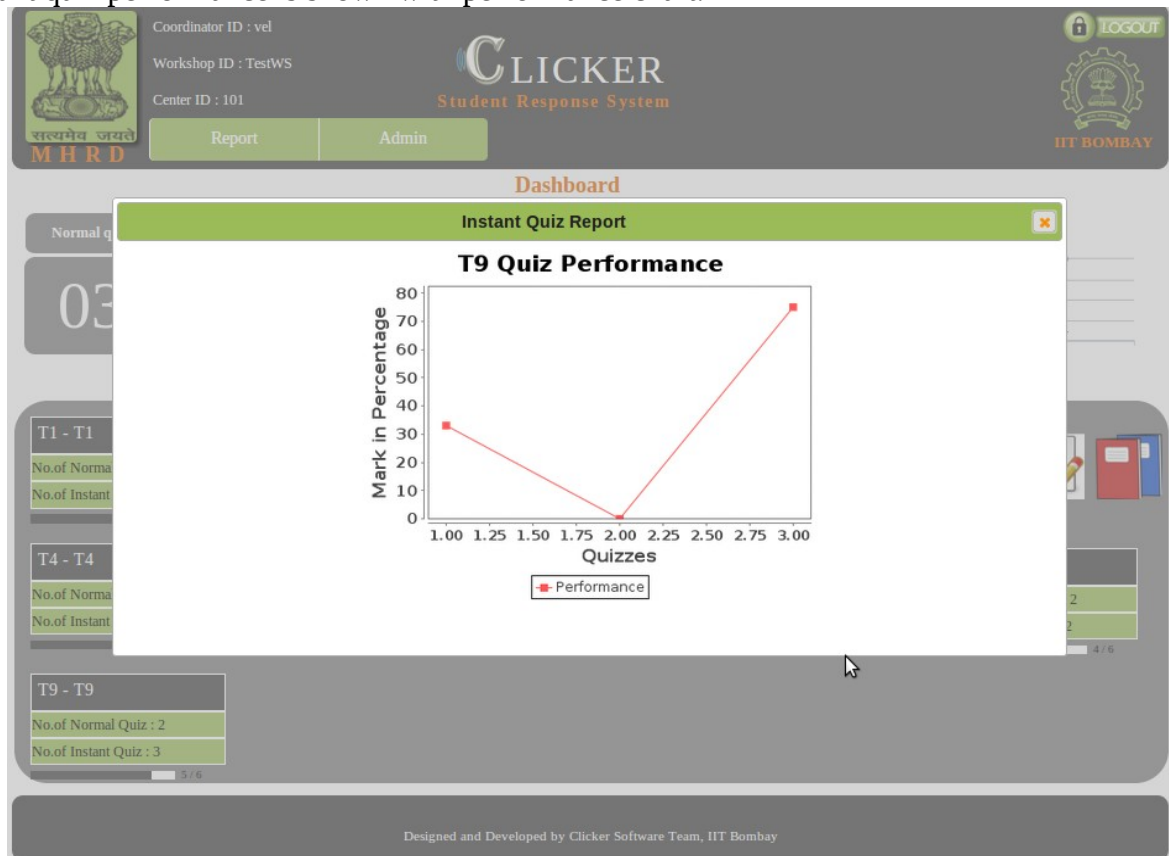 Coordinator ID : vel
Workshop ID : TestWS
Center ID : 101
CLICKER
Student Response System
LOGOUT
सत्यमेव जयते
MHRD
Report Admin
IIT BOMBAY
Dashboard
Normal q
03
Instant Quiz Report
T9 Quiz Performance
Mark in Percentage
80
70
60
50
40
30
20
10
0
1.00 1.25 1.50 1.75 2.00 2.25 2.50 2.75 3.00
Quizzes
Performance
T1 - T1
No.of Norma
No.of Instant
T4 - T4
No.of Norma
No.of Instant
2
2
4 / 6
T9 - T9
No.of Normal Quiz : 2
No.of Instant Quiz : 3
5 / 6
Designed and Developed by Clicker Software Team, IIT Bombay